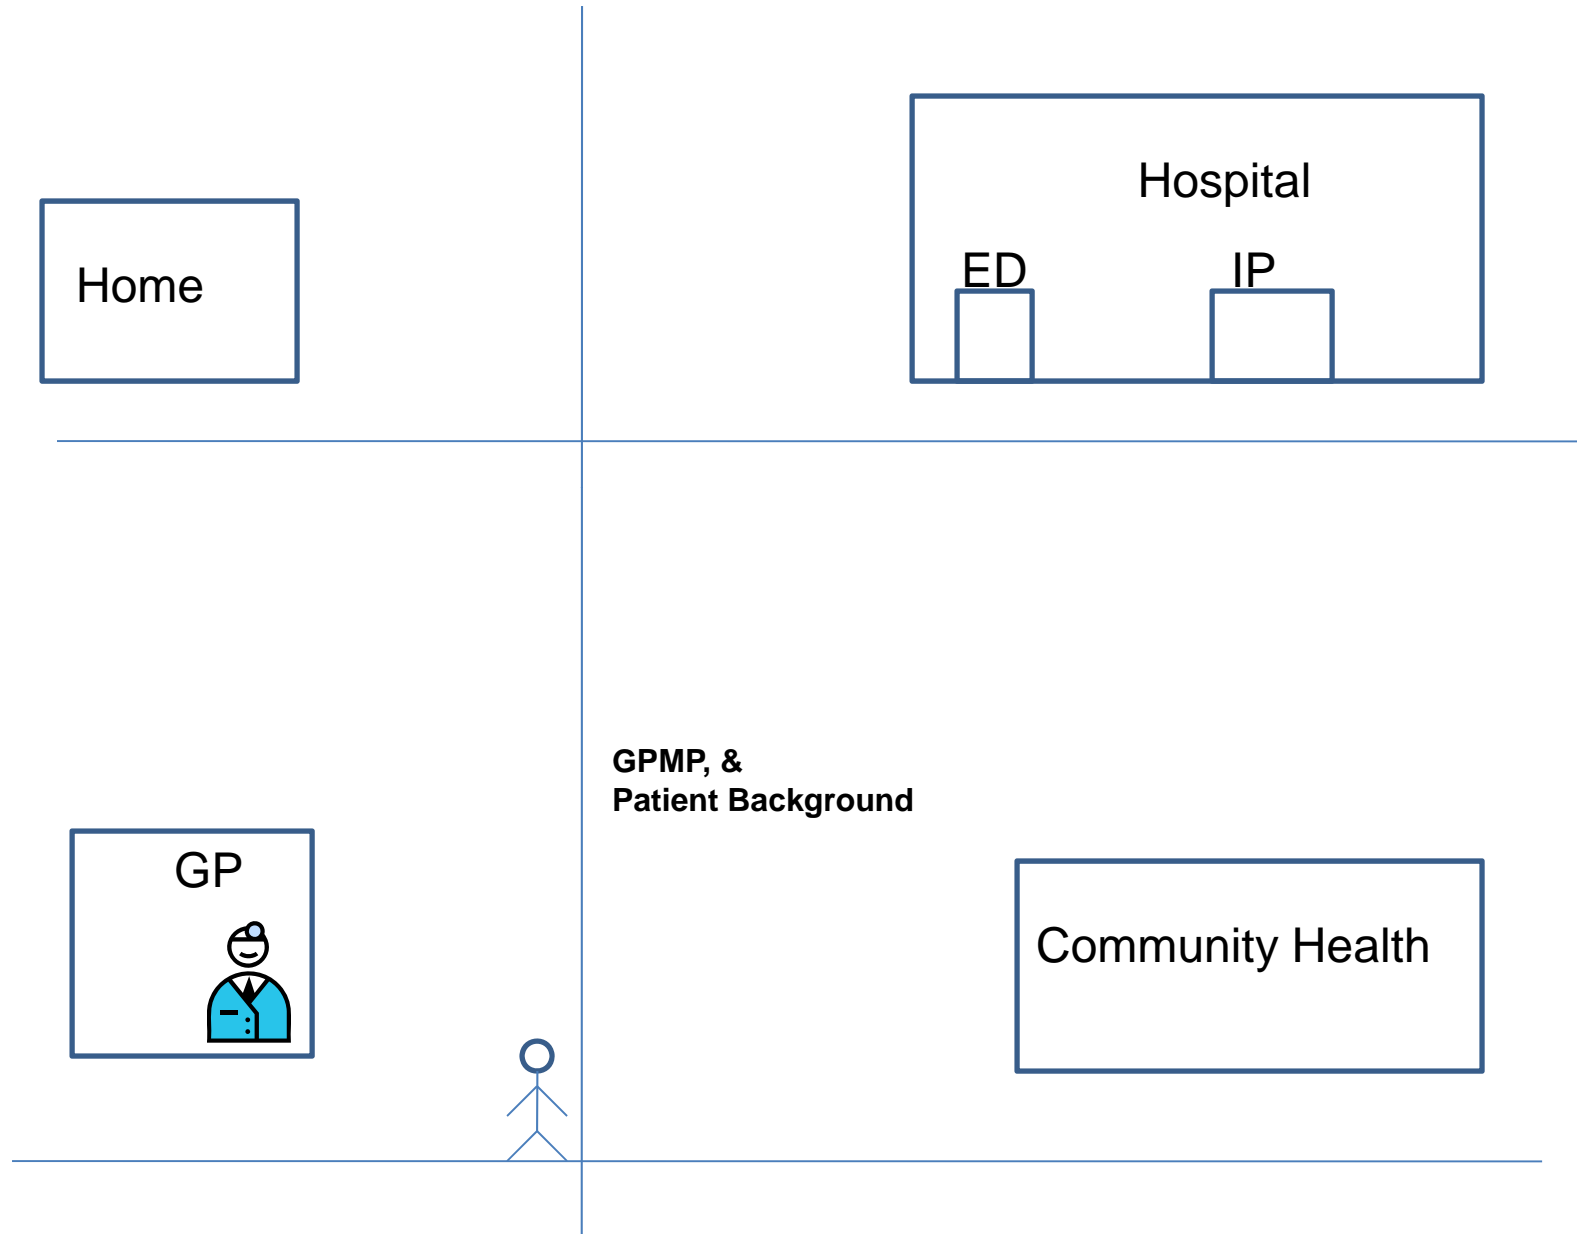 Hospital
ED
IP
Home
GPMP, &
Patient Background
GP
Community Health